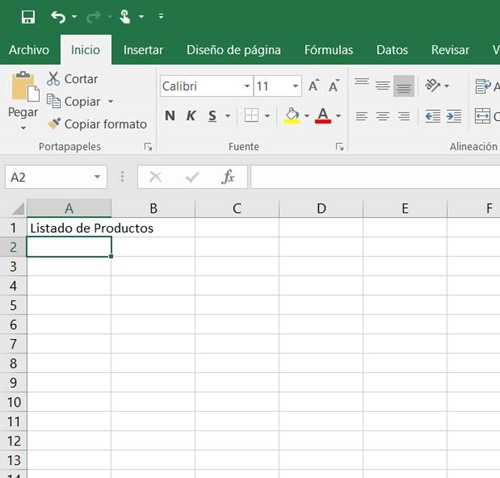 Archivo Inicio Insertar Diseño de página Fórmulas Datos Revisar V
Pegar
Cortar
Copiar
Copiar formato
Portapapeles
Calibri 11 A A
N K S A
Fuente
A
C
Alineación
A2 fx
A B C D E F
1 Listado de Productos
2
3
4
5
6
7
8
9
10
11
12
13
14